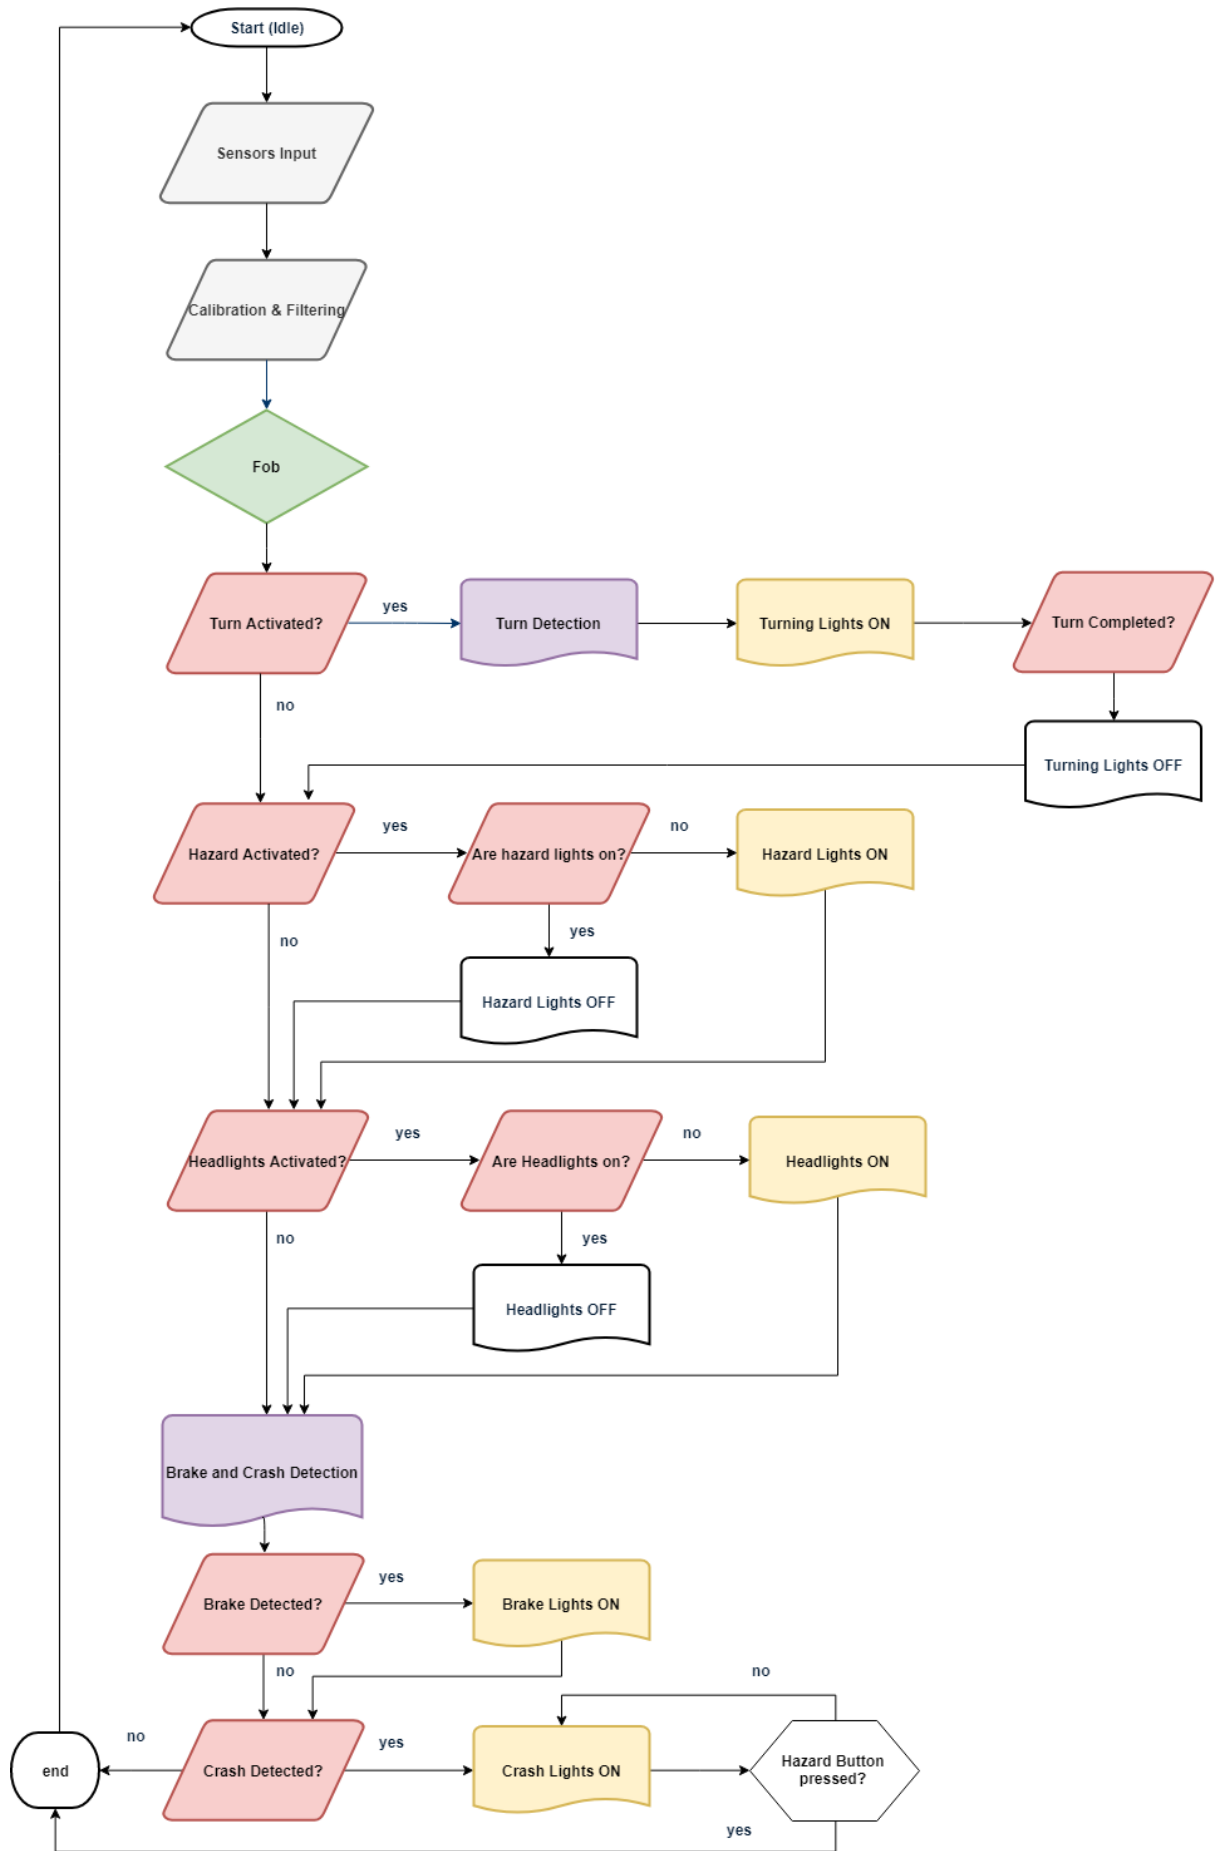 Start (Idle)
Sensors Input
Calibration & Filtering
Fob
Turn Activated?
yes
Turn Detection
Turning Lights ON
Turn Completed?
no
Turning Lights OFF
Hazard Activated?
yes
Are hazard lights on?
no
Hazard Lights ON
no
yes
Hazard Lights OFF
Headlights Activated?
yes
Are Headlights on?
no
Headlights ON
no
yes
Headlights OFF
Brake and Crash Detection
Brake Detected?
yes
Brake Lights ON
no
no
end
no
Crash Detected?
yes
Crash Lights ON
Hazard Button
pressed?
yes